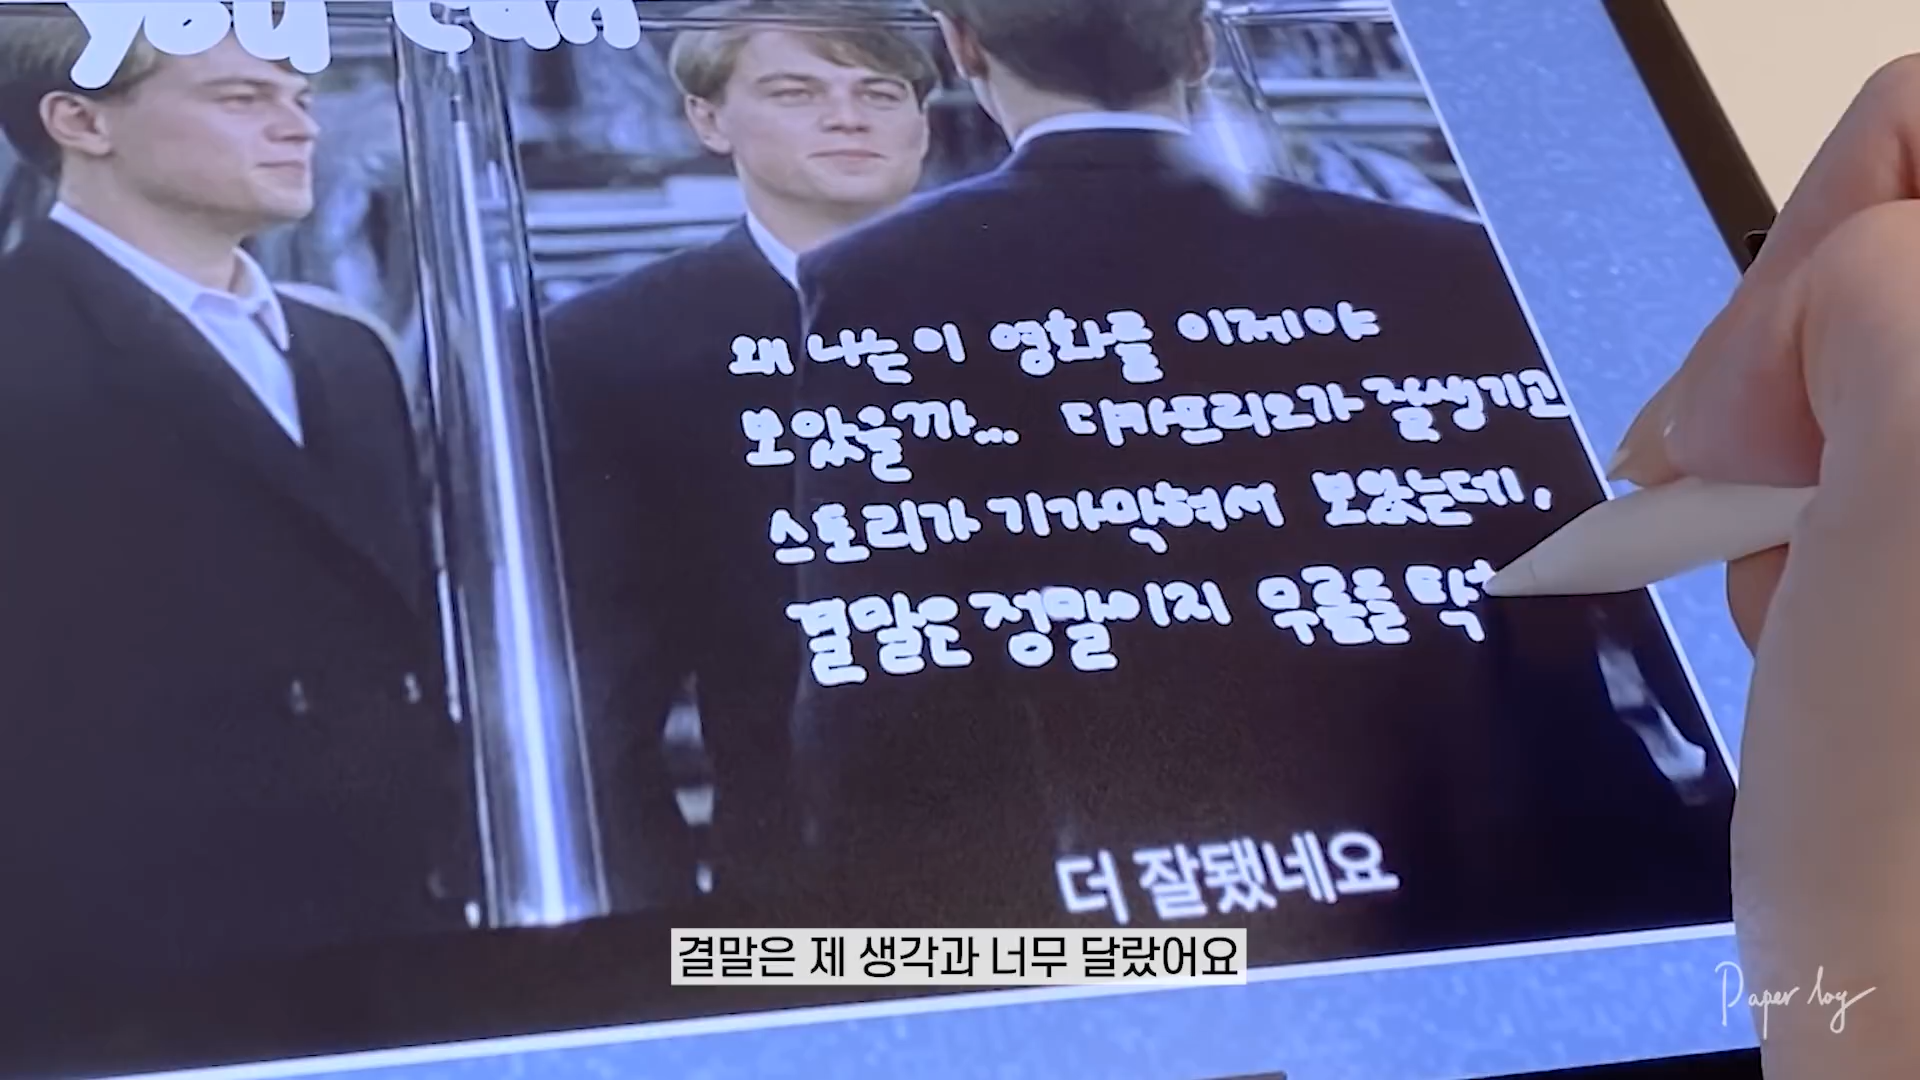 you can
왜 나는 이 영화를 이제야
보았을까... 디카프리오가 잘생기고
스토리가 기가막혀서 보았는데,
결말은 정말이지 무릎을 탁
더 잘됐네요
결말은 제 생각과 너무 달랐어요
Paper log